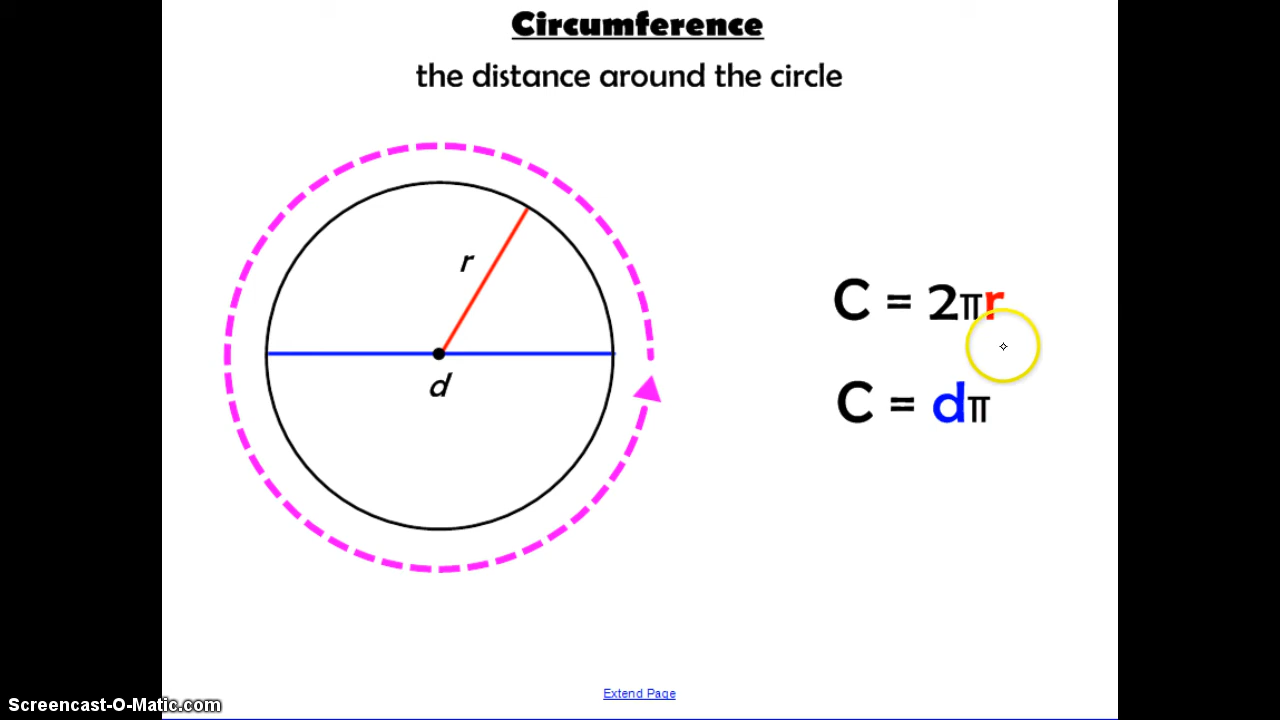 Circumference
the distance around the circle
r
d
C = 2πr
C = dπ
Extend Page
Screencast-O-Matic.com